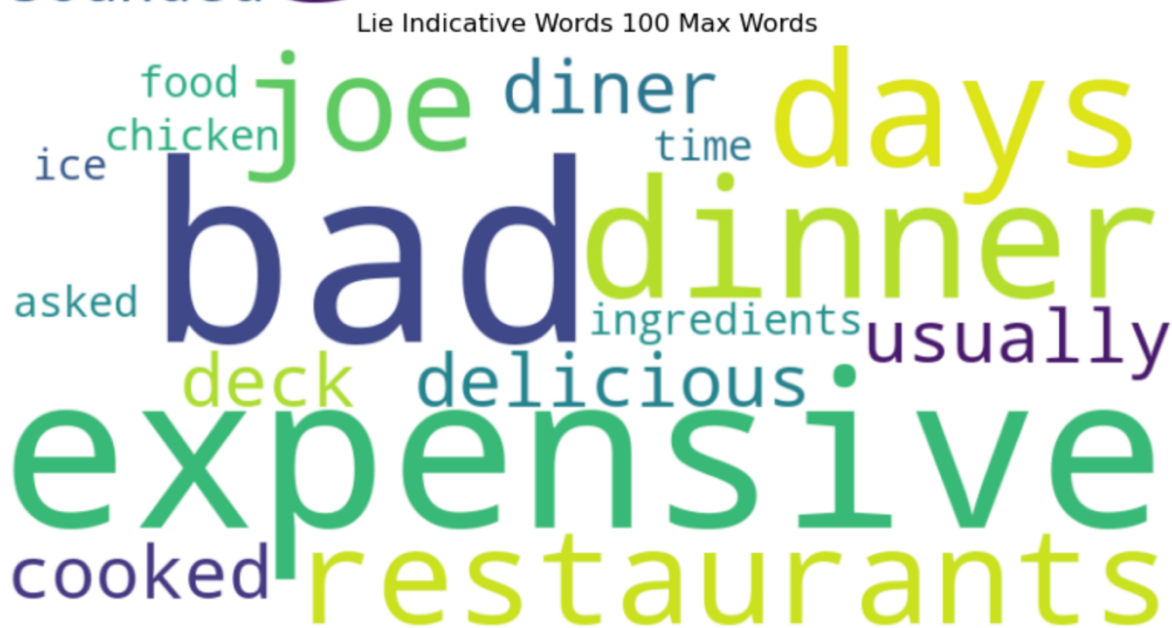 Lie Indicative Words 100 Max Words
food joe diner days
chicken time
ice
bad dinner
asked
ingredients usually
deck delicious
expensive
cooked restaurants